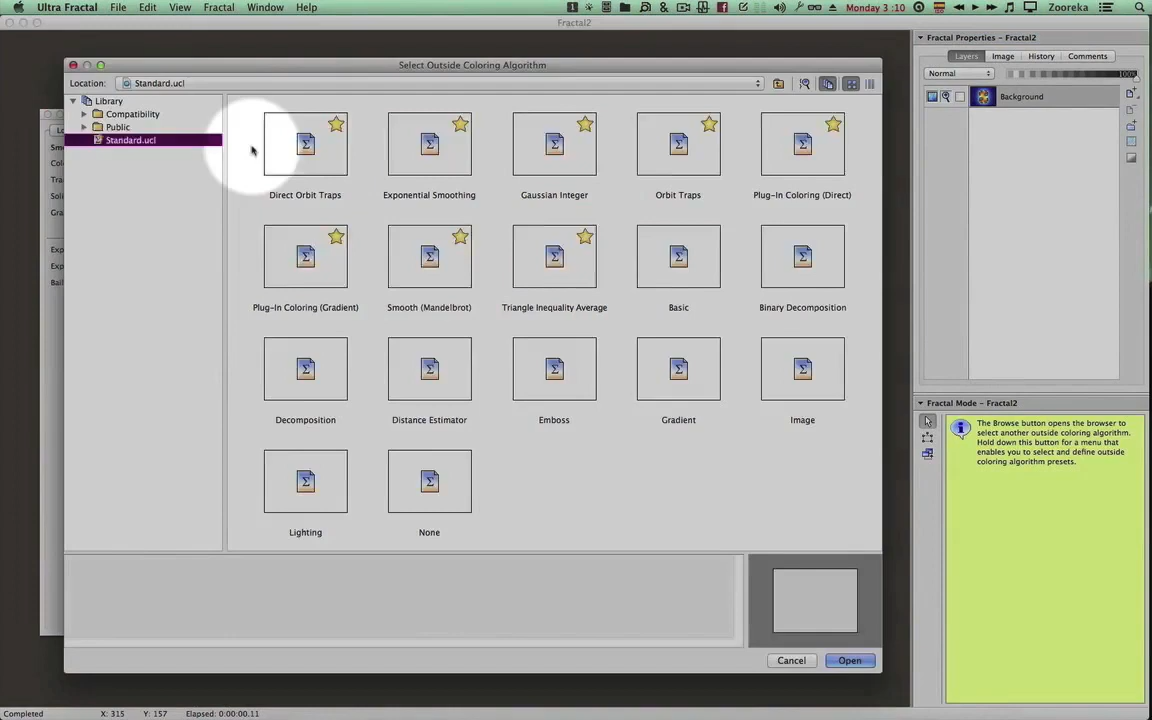 Ultra Fractal File Edit View Fractal Window Help
Monday 3:10
Zooreka
Fractal2
Select Outside Coloring Algorithm
Location: Standard.ucl
Library
Compatibility
Public
Standard.ucl
Direct Orbit Traps
Exponential Smoothing
Gaussian Integer
Orbit Traps
Plug-In Coloring (Direct)
Plug-In Coloring (Gradient)
Smooth (Mandelbrot)
Triangle Inequality Average
Basic
Binary Decomposition
Decomposition
Distance Estimator
Emboss
Gradient
Image
Lighting
None
Cancel
Open
Fractal Properties - Fractal2
Layers Image History Comments
Normal
Background
Fractal Mode - Fractal2
The Browse button opens the browser to
select another outside coloring algorithm.
Hold down this button for a menu that
enables you to select and define outside
coloring algorithm presets.
Completed X: 315 Y: 157 Elapsed: 0:00:00.11